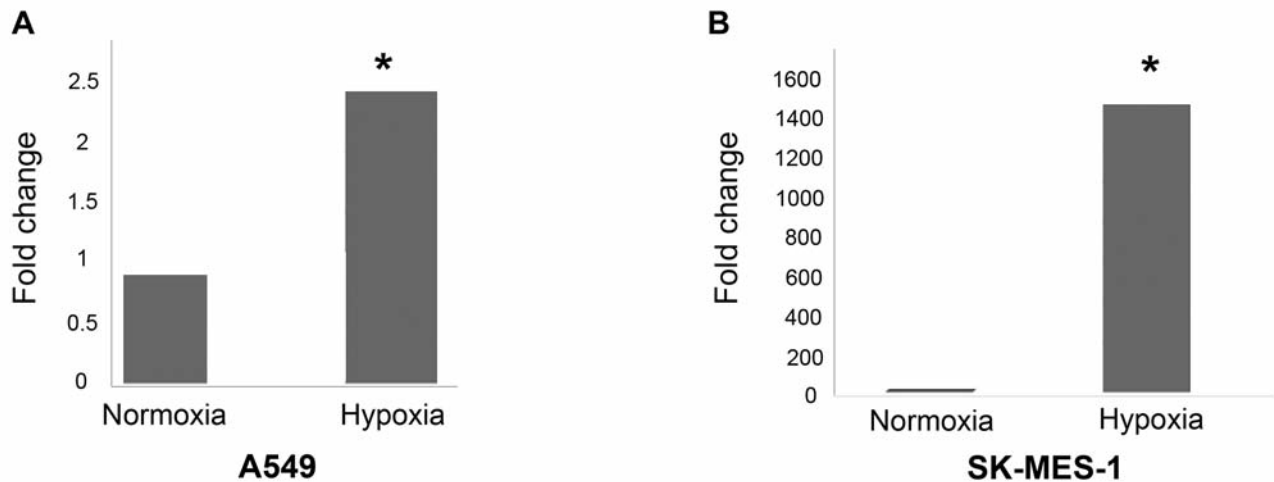 A
Fold change
2.5
2
1.5
1
0.5
0
*
Normoxia
Hypoxia
A549
B
Fold change
1600
1400
1200
1000
800
600
400
200
0
*
Normoxia
Hypoxia
SK-MES-1